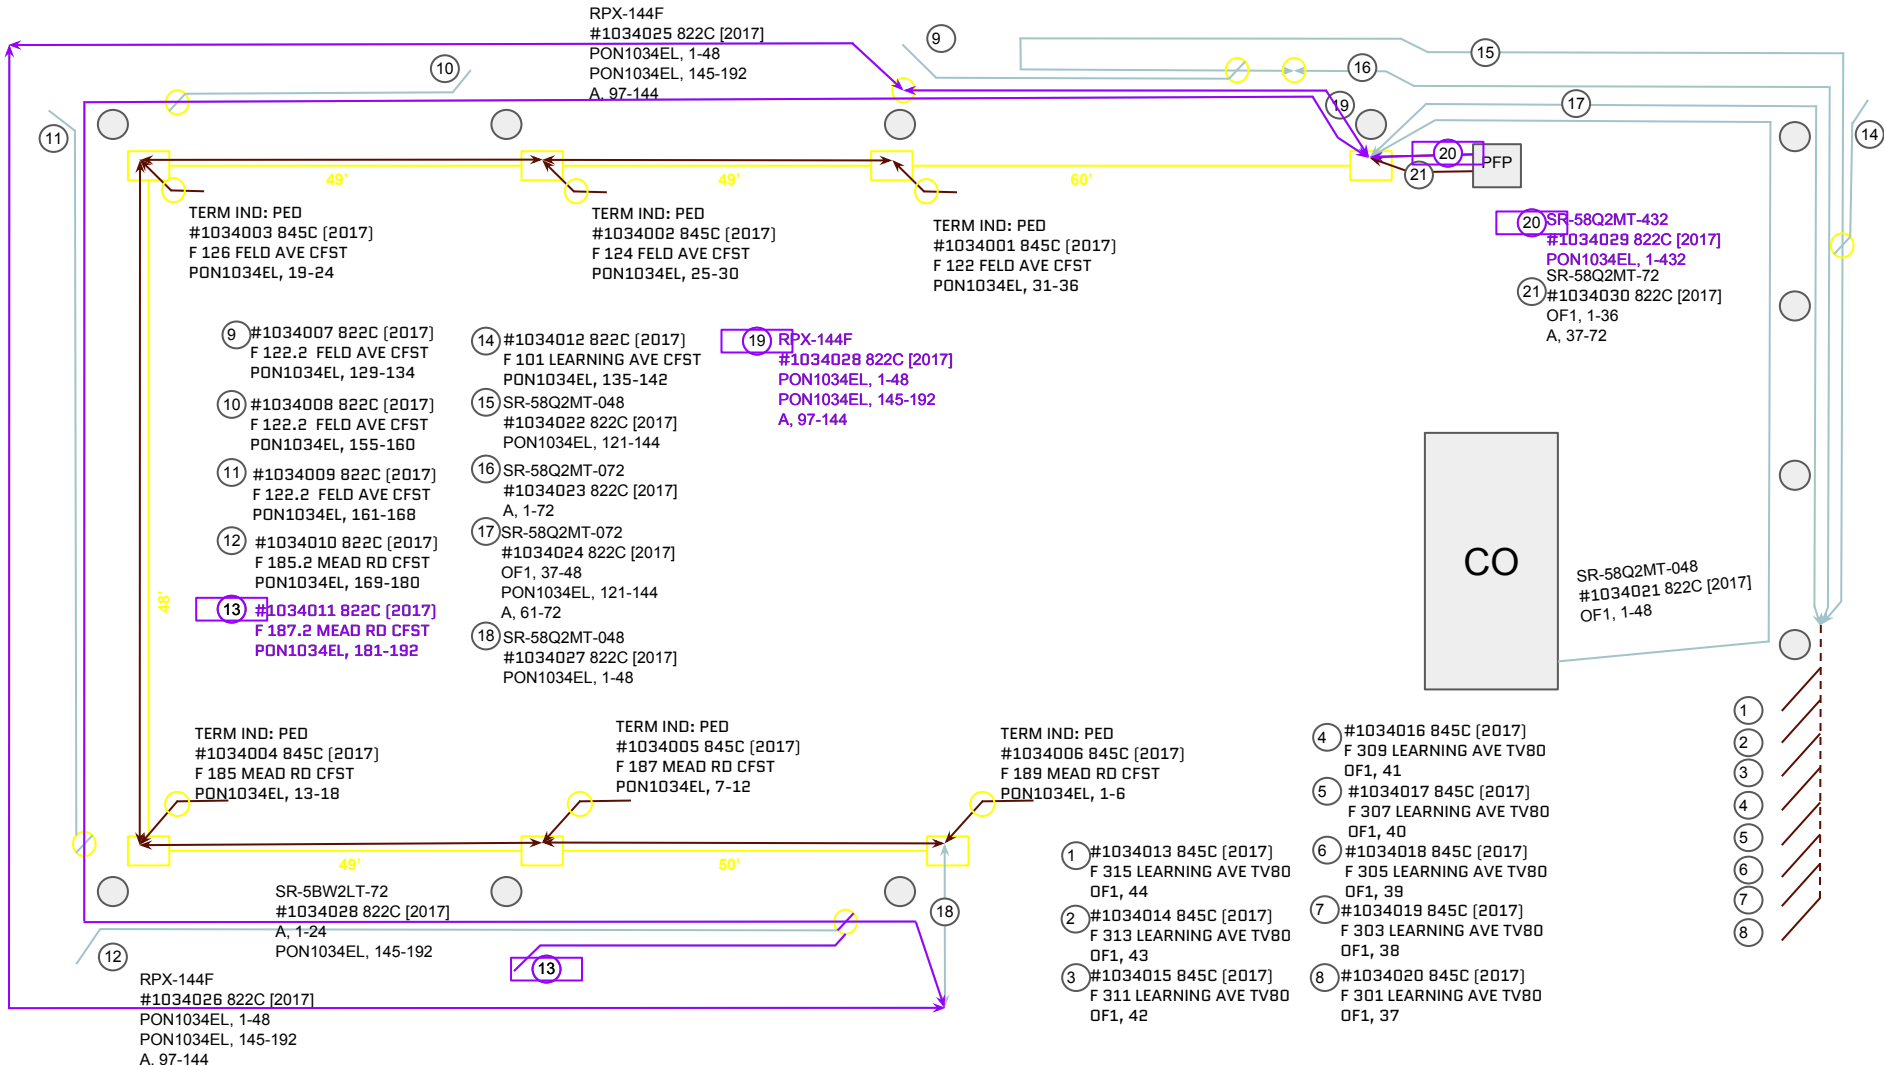 RPX-144F
#1034025 822C [2017]
PON1034EL, 1-48
PON1034EL, 145-192
A, 97-144
9
10
11
15
16
17
14
19
20
21
PFP
49'
49'
60'
TERM IND: PED
#1034003 845C (2017)
F 126 FELD AVE CFST
PON1034EL, 19-24
TERM IND: PED
#1034002 845C (2017)
F 124 FELD AVE CFST
PON1034EL, 25-30
TERM IND: PED
#1034001 845C (2017)
F 122 FELD AVE CFST
PON1034EL, 31-36
20
SR-58Q2MT-432
#1034029 822C [2017]
PON1034EL, 1-432
21
SR-58Q2MT-72
#1034030 822C [2017]
OF1, 1-36
A, 37-72
9
#1034007 822C (2017)
F 122.2  FELD AVE CFST
PON1034EL, 129-134
10
#1034008 822C (2017)
F 122.2  FELD AVE CFST
PON1034EL, 155-160
11
#1034009 822C (2017)
F 122.2  FELD AVE CFST
PON1034EL, 161-168
12
#1034010 822C (2017)
F 185.2 MEAD RD CFST
PON1034EL, 169-180
13
#1034011 822C (2017)
F 187.2 MEAD RD CFST
PON1034EL, 181-192
14
#1034012 822C (2017)
F 101 LEARNING AVE CFST
PON1034EL, 135-142
15
SR-58Q2MT-048
#1034022 822C [2017]
PON1034EL, 121-144
16
SR-58Q2MT-072
#1034023 822C [2017]
A, 1-72
17
SR-58Q2MT-072
#1034024 822C [2017]
OF1, 37-48
PON1034EL, 121-144
A, 61-72
18
SR-58Q2MT-048
#1034027 822C [2017]
PON1034EL, 1-48
19
RPX-144F
#1034028 822C [2017]
PON1034EL, 1-48
PON1034EL, 145-192
A, 97-144
48'
CO
SR-58Q2MT-048
#1034021 822C [2017]
OF1, 1-48
TERM IND: PED
#1034004 845C (2017)
F 185 MEAD RD CFST
PON1034EL, 13-18
TERM IND: PED
#1034005 845C (2017)
F 187 MEAD RD CFST
PON1034EL, 7-12
TERM IND: PED
#1034006 845C (2017)
F 189 MEAD RD CFST
PON1034EL, 1-6
49'
50'
SR-5BW2LT-72
#1034028 822C [2017]
A, 1-24
PON1034EL, 145-192
12
13
18
RPX-144F
#1034026 822C [2017]
PON1034EL, 1-48
PON1034EL, 145-192
A, 97-144
1
#1034013 845C (2017)
F 315 LEARNING AVE TV80
OF1, 44
2
#1034014 845C (2017)
F 313 LEARNING AVE TV80
OF1, 43
3
#1034015 845C (2017)
F 311 LEARNING AVE TV80
OF1, 42
4
#1034016 845C (2017)
F 309 LEARNING AVE TV80
OF1, 41
5
#1034017 845C (2017)
F 307 LEARNING AVE TV80
OF1, 40
6
#1034018 845C (2017)
F 305 LEARNING AVE TV80
OF1, 39
7
#1034019 845C (2017)
F 303 LEARNING AVE TV80
OF1, 38
8
#1034020 845C (2017)
F 301 LEARNING AVE TV80
OF1, 37
1
2
3
4
5
6
7
8